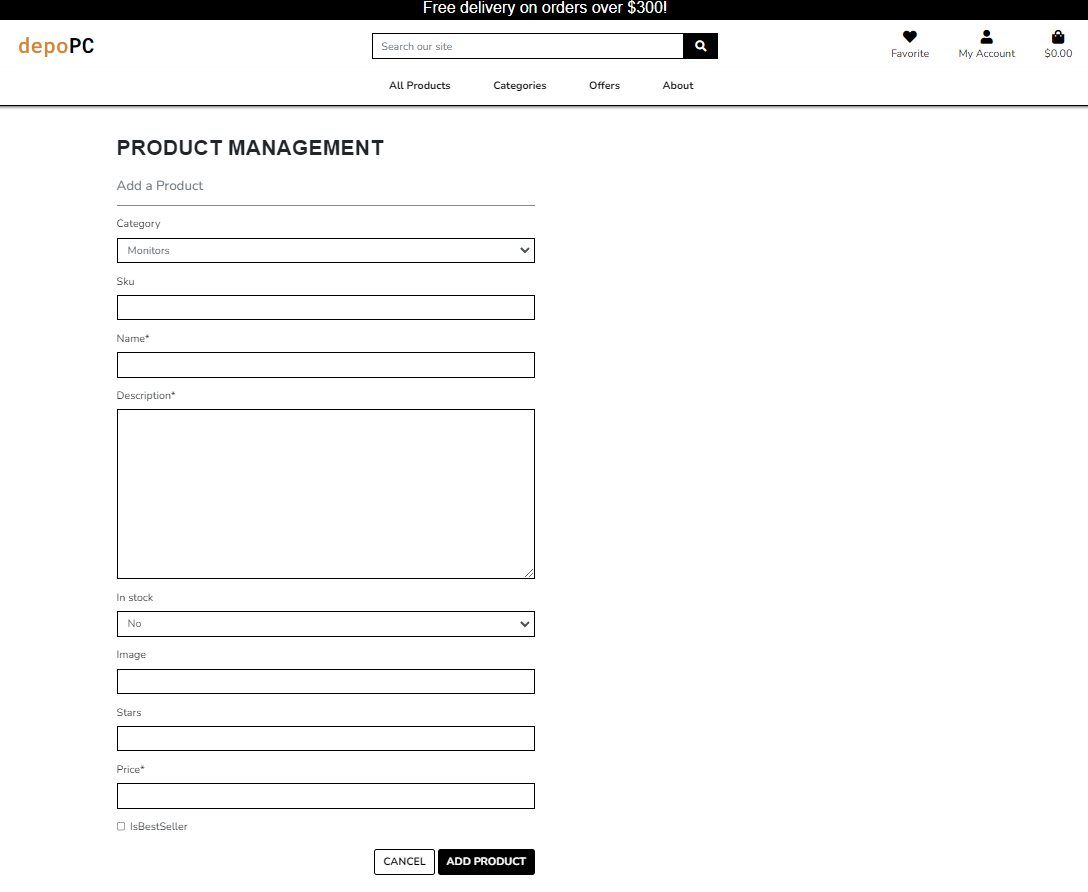 Free delivery on orders over $300!
depoPC
Search our site
Favorite
My Account
$0.00
All Products
Categories
Offers
About
PRODUCT MANAGEMENT
Add a Product
Category
Monitors
Sku
Name*
Description*
In stock
No
Image
Stars
Price*
IsBestSeller
CANCEL
ADD PRODUCT